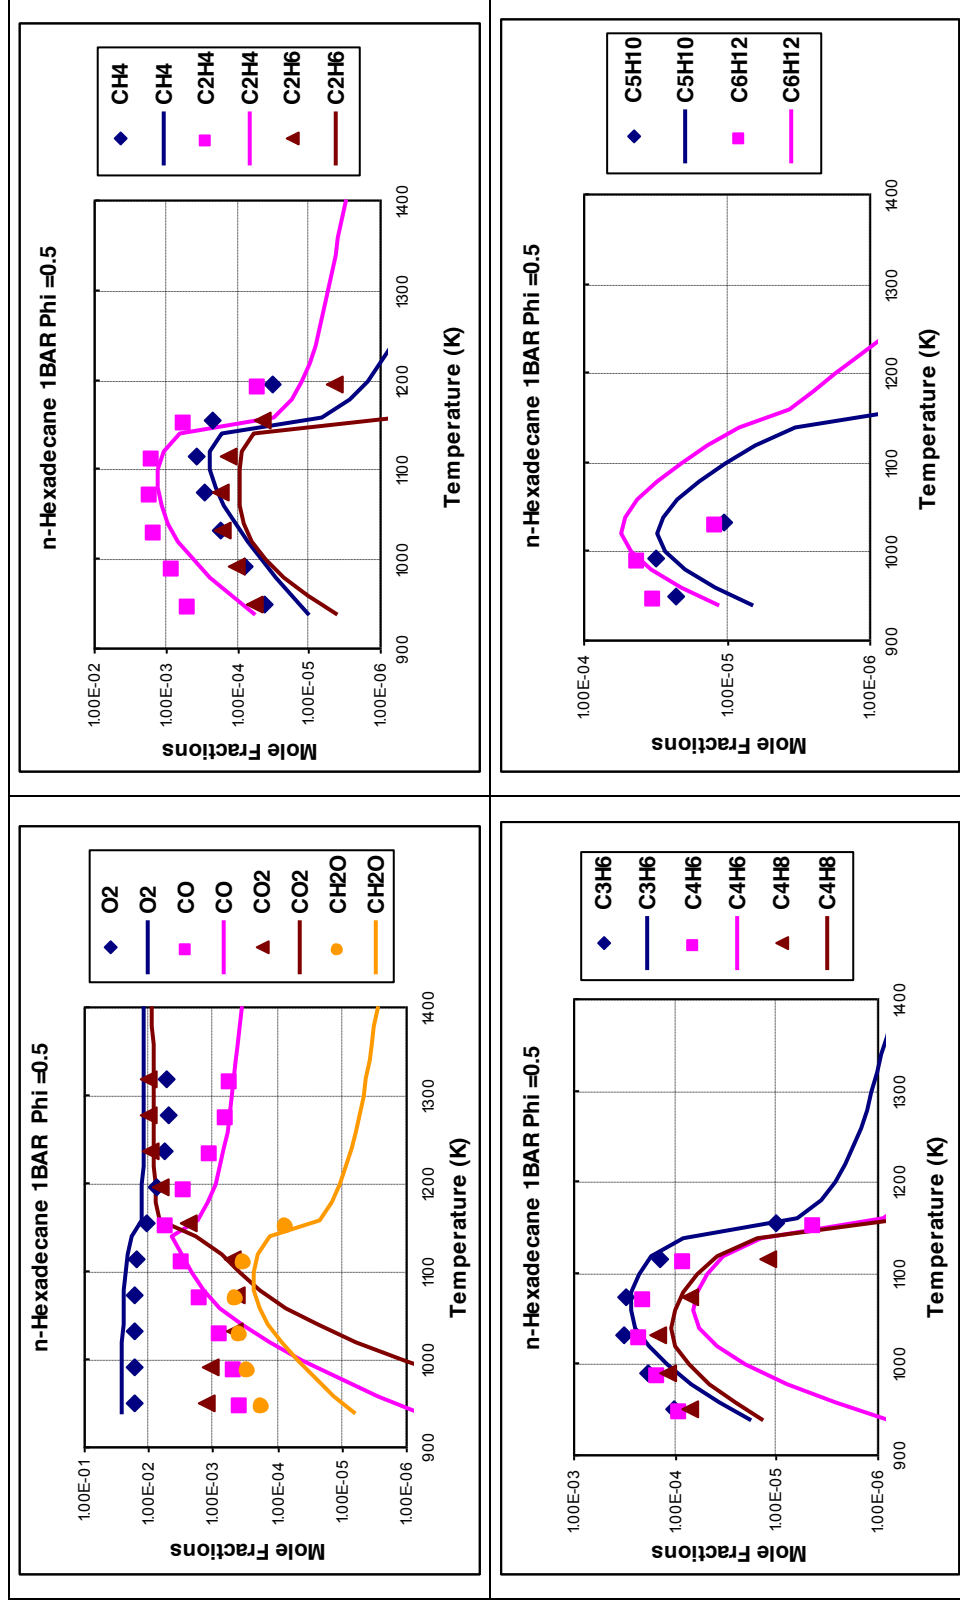 n-Hexadecane 1BAR Phi =0.5
1.00E-01
1.00E-02
1.00E-03
1.00E-04
1.00E-05
1.00E-06
900
1000
1100
1200
1300
1400
Temperature (K)
Mole Fractions
O2
O2
CO
CO
CO2
CO2
CH2O
CH2O
n-Hexadecane 1BAR Phi =0.5
1.00E-02
1.00E-03
1.00E-04
1.00E-05
1.00E-06
900
1000
1100
1200
1300
1400
Temperature (K)
Mole Fractions
CH4
CH4
C2H4
C2H4
C2H6
C2H6
n-Hexadecane 1BAR Phi =0.5
1.00E-03
1.00E-04
1.00E-05
1.00E-06
900
1000
1100
1200
1300
1400
Temperature (K)
Mole Fractions
C3H6
C3H6
C4H6
C4H6
C4H8
C4H8
n-Hexadecane 1BAR Phi =0.5
1.00E-04
1.00E-05
1.00E-06
900
1000
1100
1200
1300
1400
Temperature (K)
Mole Fractions
C5H10
C5H10
C6H12
C6H12